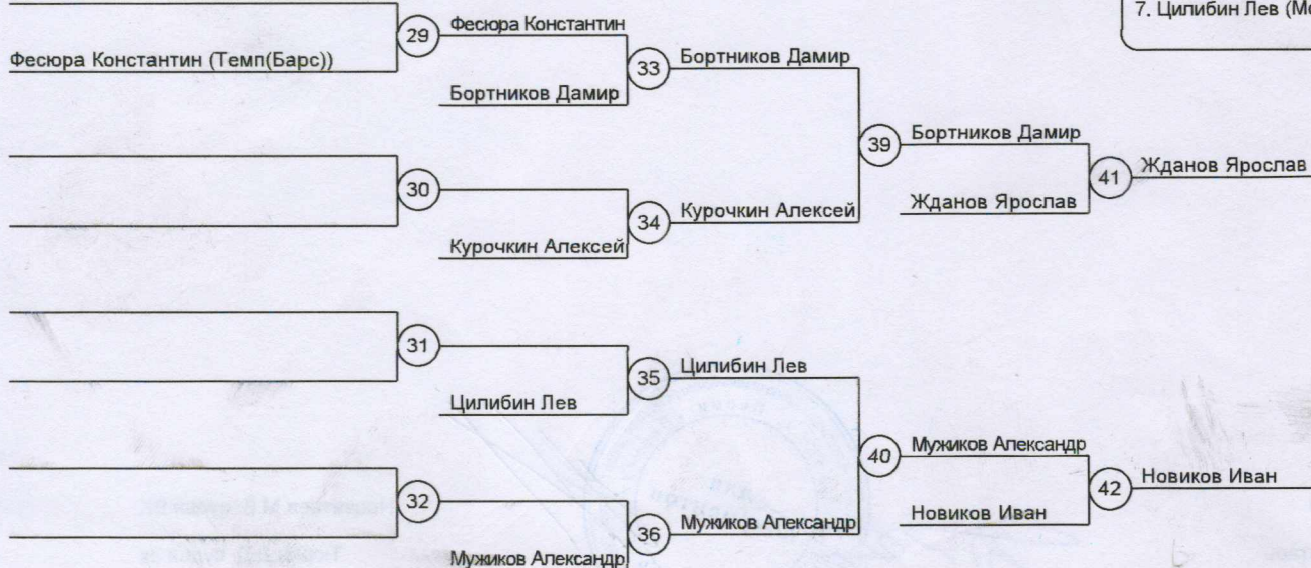 7. Цилибин Лев
29
Фесюра Константин
Фесюра Константин (Темп(Барс))
33
Бортников Дамир
Бортников Дамир
39
Бортников Дамир
41
Жданов Ярослав
30
34
Курочкин Алексей
Жданов Ярослав
Курочкин Алексей
31
35
Цилибин Лев
Цилибин Лев
40
Мужиков Александр
42
Новиков Иван
32
36
Мужиков Александр
Новиков Иван
Мужиков Александр